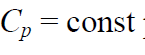 Cₚ = const